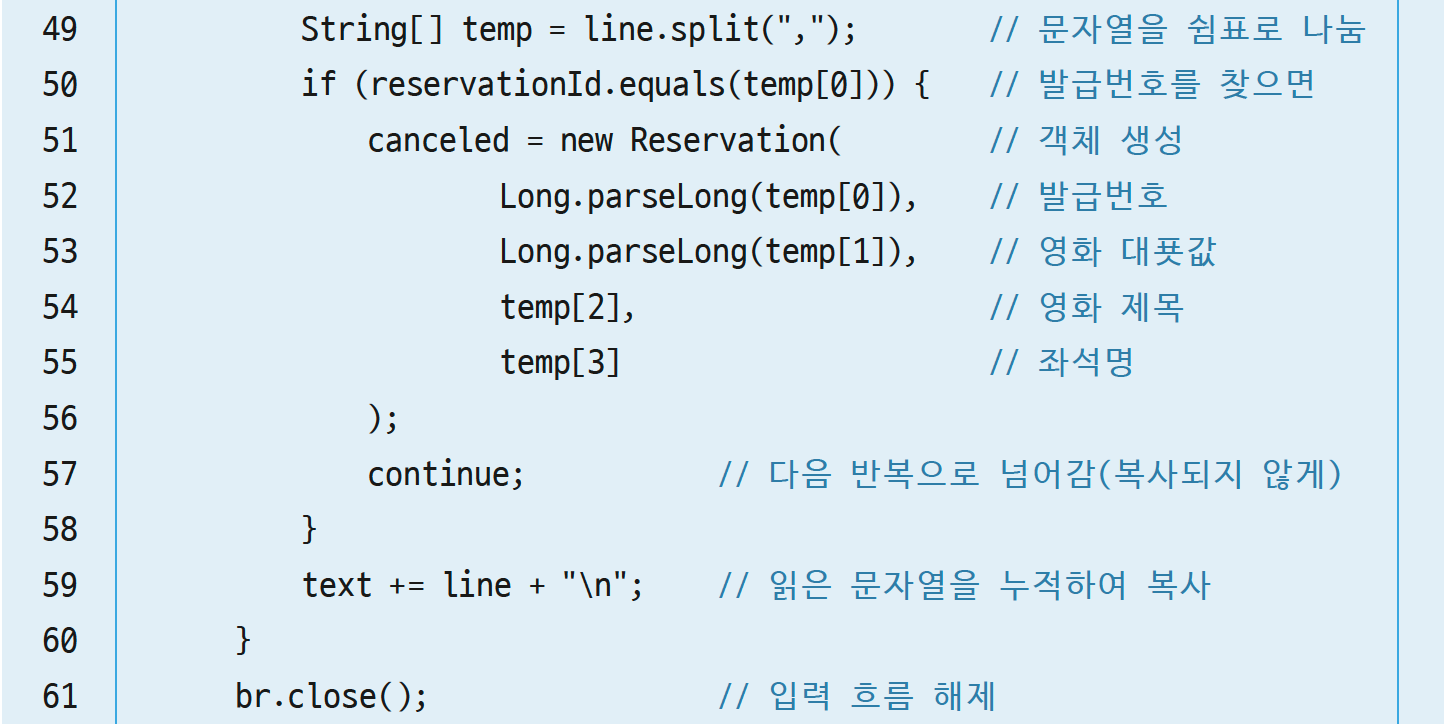 49 String[] temp = line.split(","); // 문자열을 쉼표로 나눔
50 if (reservationId.equals(temp[0])) { // 발급번호를 찾으면
51 canceled = new Reservation( // 객체 생성
52 Long.parseLong(temp[0]), // 발급번호
53 Long.parseLong(temp[1]), // 영화 대푯값
54 temp[2], // 영화 제목
55 temp[3] // 좌석명
56 );
57 continue; // 다음 반복으로 넘어감(복사되지 않게)
58 }
59 text += line + "\n"; // 읽은 문자열을 누적하여 복사
60 }
61 br.close(); // 입력 흐름 해제